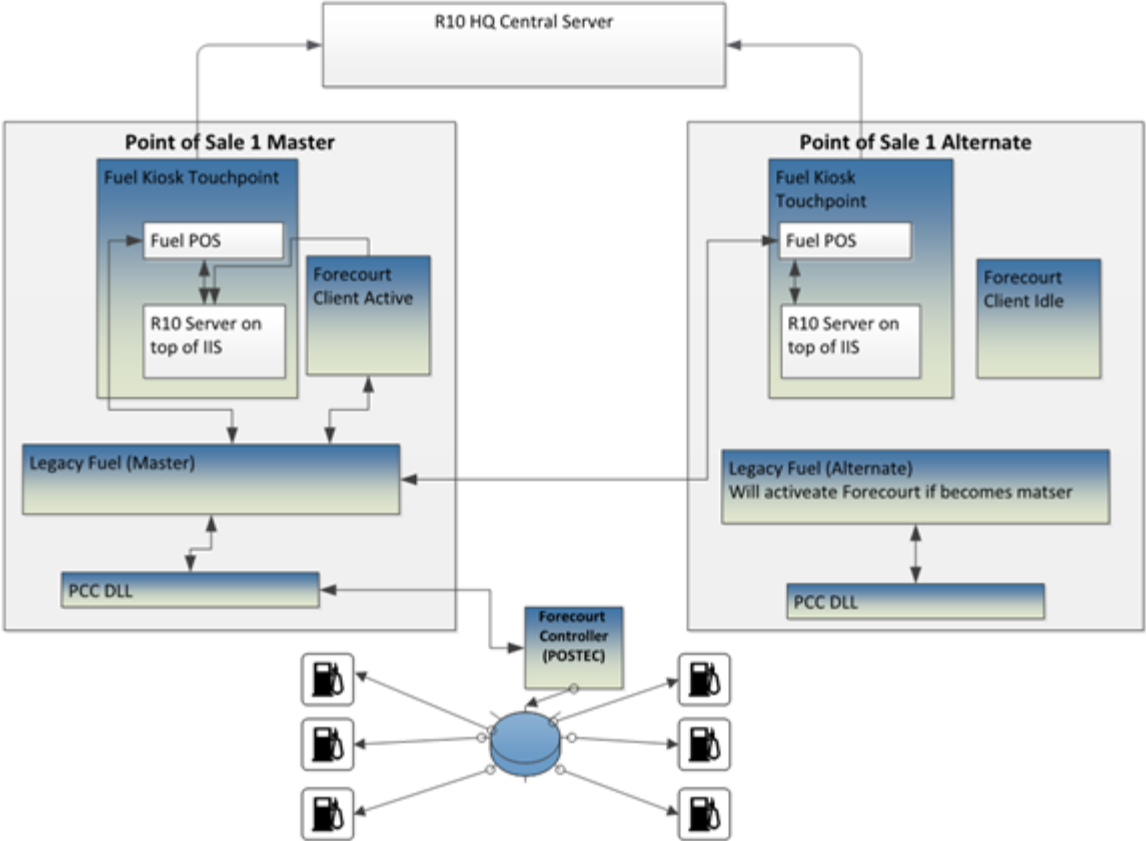 R10 HQ Central Server
Point of Sale 1 Master
Fuel Kiosk Touchpoint
Fuel POS
R10 Server on
top of IIS
Forecourt
Client Active
Legacy Fuel (Master)
PCC DLL
Point of Sale 1 Alternate
Fuel Kiosk
Touchpoint
Fuel POS
R10 Server on
top of IIS
Forecourt
Client Idle
Legacy Fuel (Alternate)
Will activeate Forecourt if becomes matser
PCC DLL
Forecourt
Controller
(POSTEC)